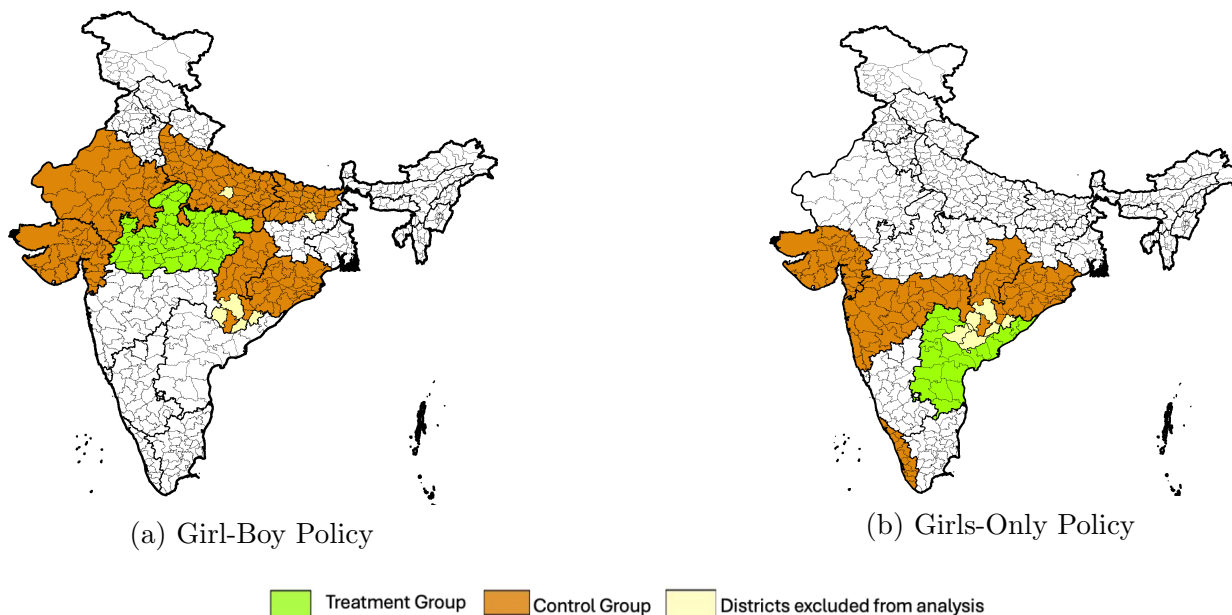 (a) Girl-Boy Policy
(b) Girls-Only Policy
Treatment Group
Control Group
Districts excluded from analysis